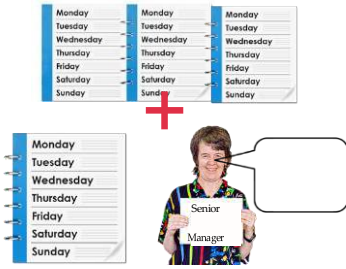 Monday Monday Monday
Tuesday Tuesday Tuesday
Wednesday Wednesday Wednesday
Thursday Thursday Thursday
Friday Friday Friday
Saturday Saturday Saturday
Sunday Sunday Sunday
Monday
Tuesday
Wednesday
Thursday
Friday
Saturday
Sunday
Senior
Manager